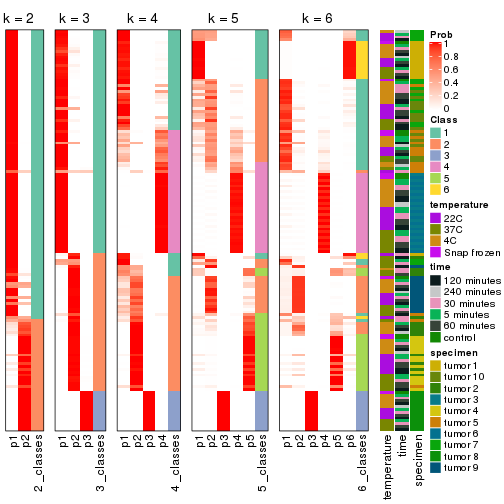 k = 2 k = 3 k = 4 k = 5 k = 6
Prob
1
0.8
0.6
0.4
0.2
0
Class
1
2
3
4
5
6
temperature
22C
37C
4C
Snap frozen
time
120 minutes
240 minutes
30 minutes
5 minutes
60 minutes
control
specimen
tumor 1
tumor 10
tumor 2
tumor 3
tumor 4
tumor 5
tumor 6
tumor 7
tumor 8
tumor 9
p1 p2 2_classes p1 p2 p3 3_classes p1 p2 p3 p4 4_classes p1 p2 p3 p4 p5 5_classes p1 p2 p3 p4 p5 p6 6_classes temperature time specimen